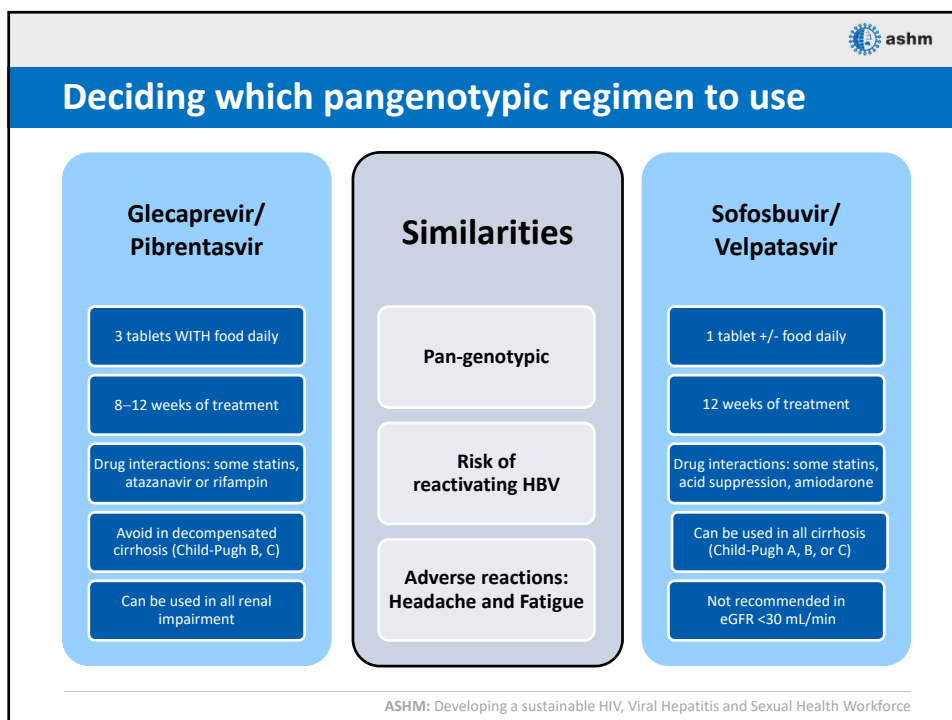 ashm
Deciding which pangenotypic regimen to use
Glecaprevir/
Pibrentasvir
3 tablets WITH food daily
8–12 weeks of treatment
Drug interactions: some statins,
atazanavir or rifampin
Avoid in decompensated
cirrhosis (Child-Pugh B, C)
Can be used in all renal
impairment
Similarities
Pan-genotypic
Risk of
reactivating HBV
Adverse reactions:
Headache and Fatigue
Sofosbuvir/
Velpatasvir
1 tablet +/- food daily
12 weeks of treatment
Drug interactions: some statins,
acid suppression, amiodarone
Can be used in all cirrhosis
(Child-Pugh A, B, or C)
Not recommended in
eGFR <30 mL/min
ASHM: Developing a sustainable HIV, Viral Hepatitis and Sexual Health Workforce